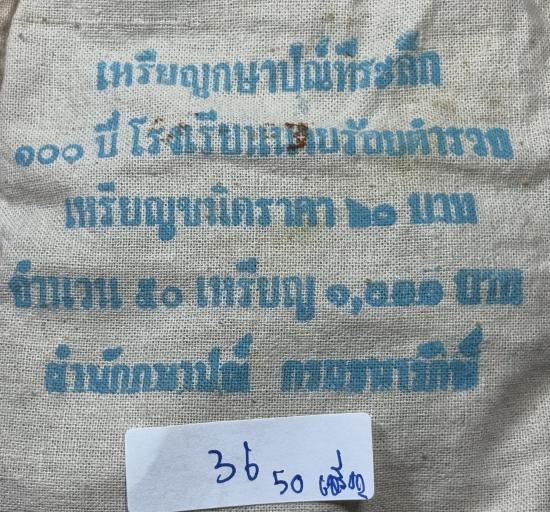 เหรียญกษาปณ์ที่ระลึก
๑๐๐ ปี โรงเรียนนายร้อยตำรวจ
เหรียญชนิดราคา ๒๐ บาท
จำนวน ๕๐ เหรียญ ๑,๐๐๐ บาท
สำนักกษาปณ์ กรมธนารักษ์
36
50 เหรียญ